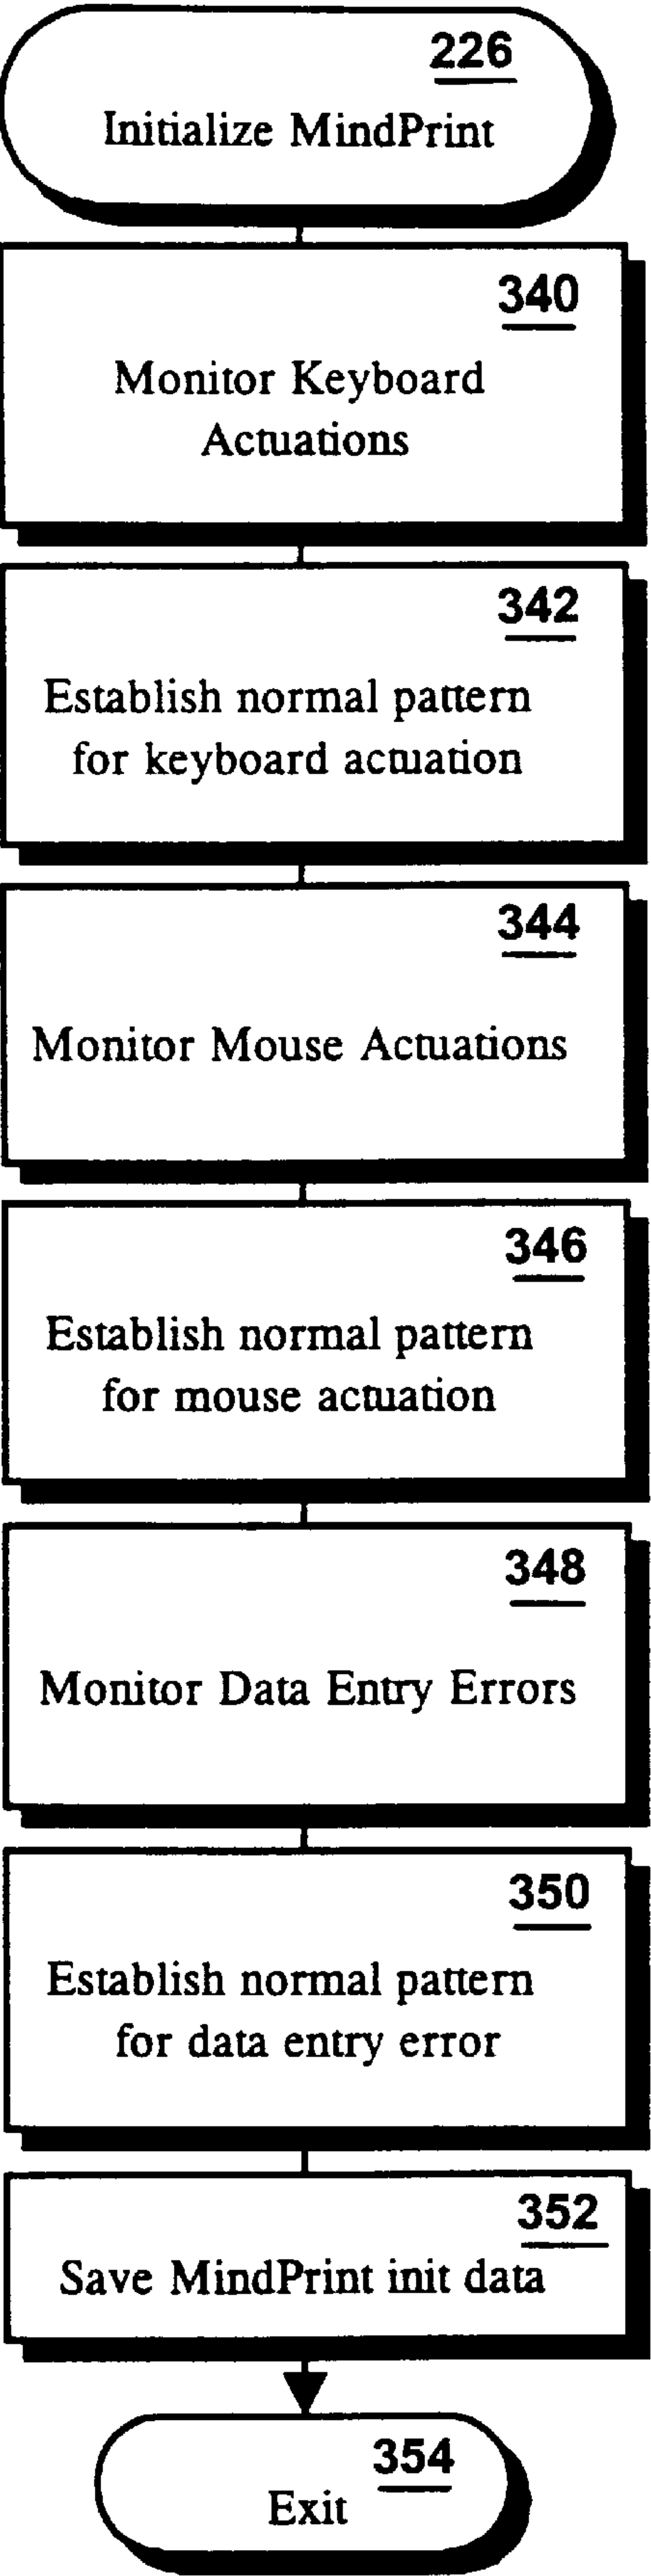 226
Initialize MindPrint
340
Monitor Keyboard
Actuations
342
Establish normal pattern
for keyboard actuation
344
Monitor Mouse Actuations
346
Establish normal pattern
for mouse actuation
348
Monitor Data Entry Errors
350
Establish normal pattern
for data entry error
352
Save MindPrint init data
354
Exit